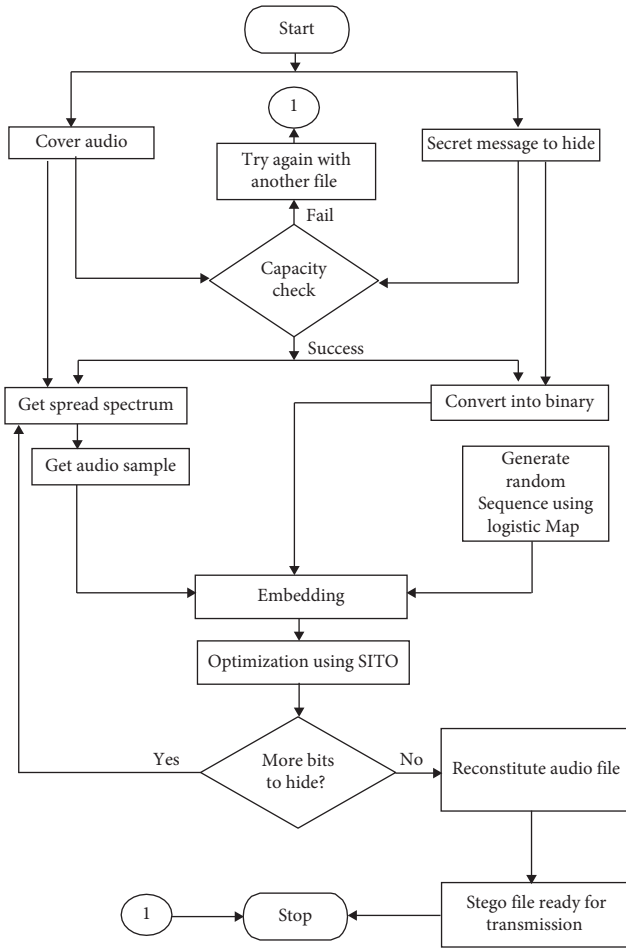 Start
1
Cover audio
Try again with
another file
Secret message to hide
Fail
Capacity
check
Success
Get spread spectrum
Convert into binary
Get audio sample
Generate
random
Sequence using
logistic Map
Embedding
Optimization using SITO
Yes
More bits
to hide?
No
Reconstitute audio file
1
Stop
Stego file ready for
transmission